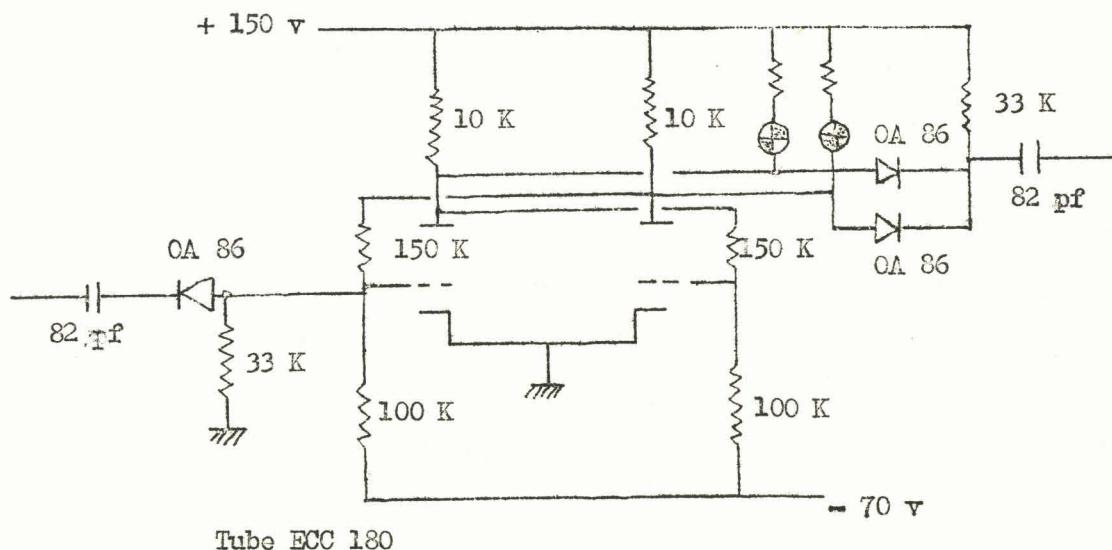 + 150 v
10 K
10 K
33 K
OA 86
82 pf
OA 86
150 K
150 K
OA 86
82 pf
33 K
100 K
100 K
- 70 v
Tube ECC 180